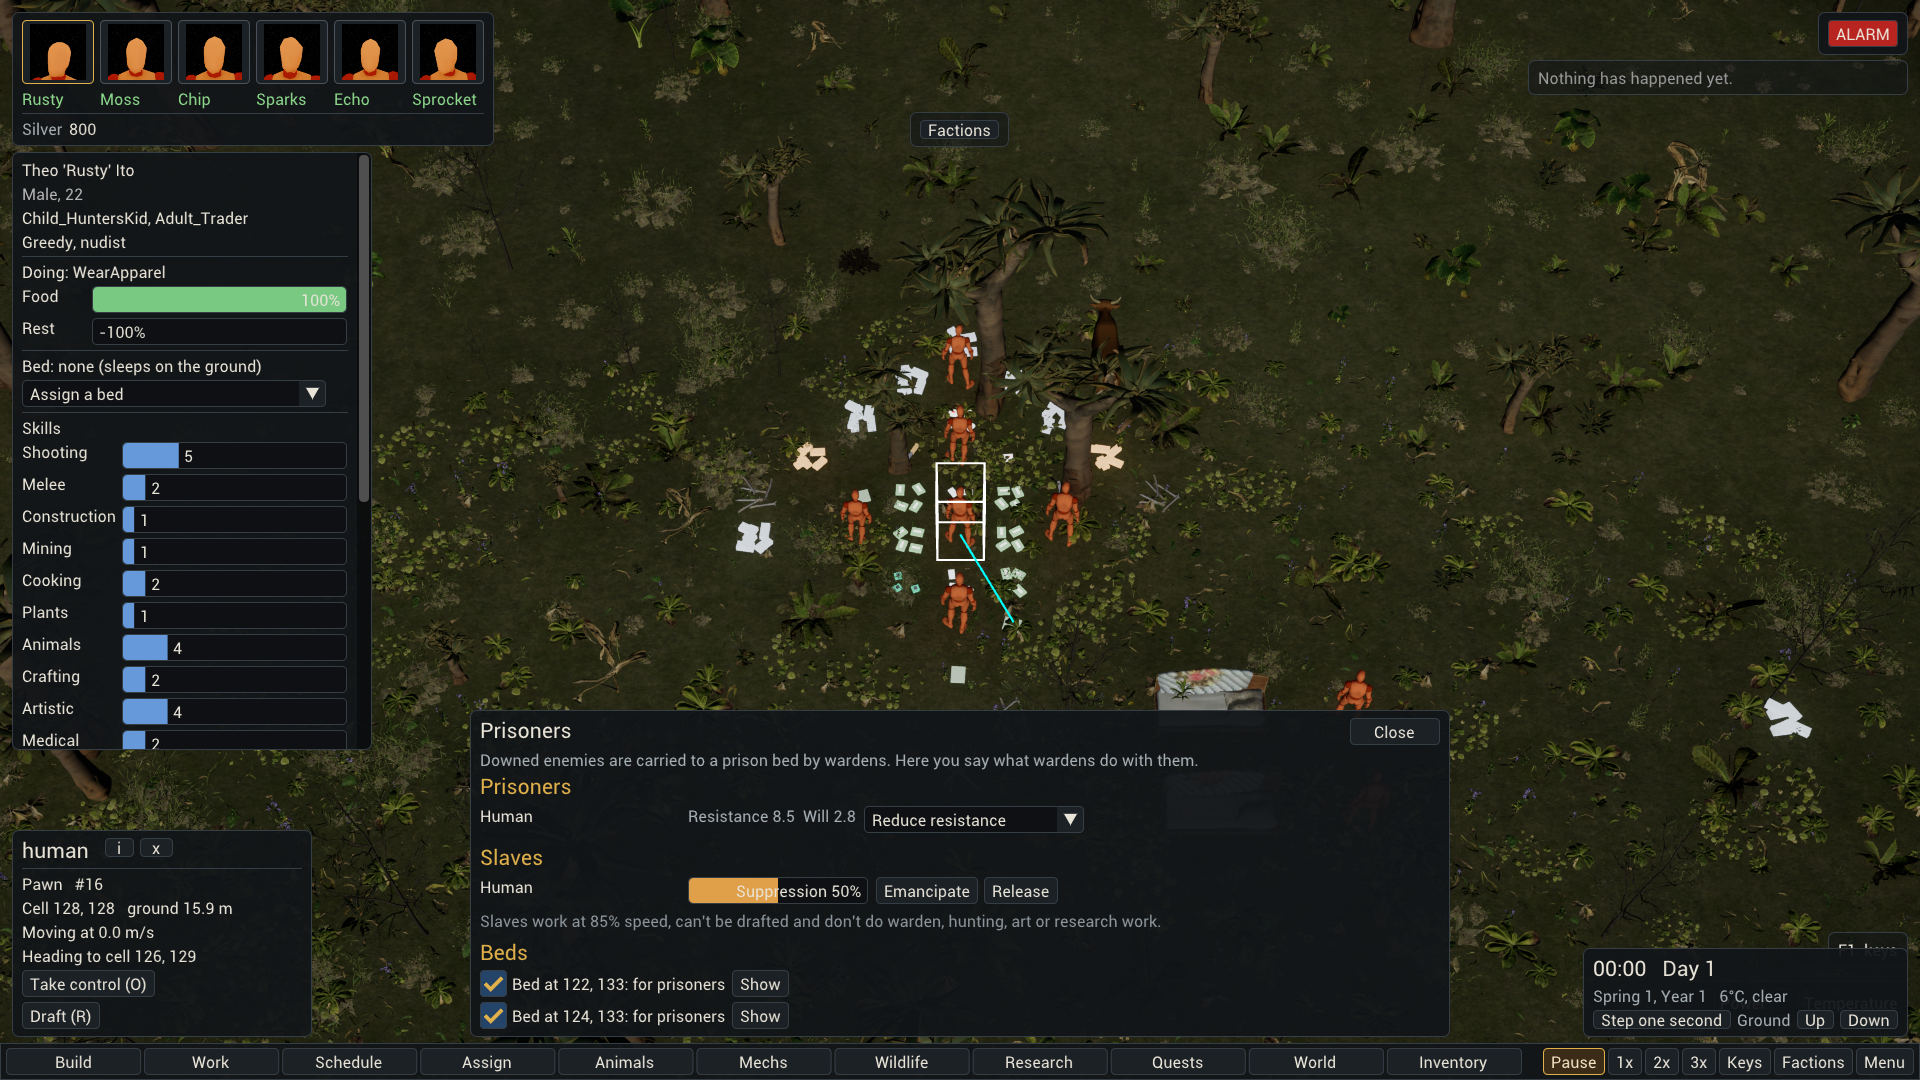 Rusty Moss Chip Sparks Echo Sprocket
Silver 800
ALARM
Nothing has happened yet.
Factions
Theo 'Rusty' Ito
Male, 22
Child_HuntersKid, Adult_Trader
Greedy, nudist
Doing: WearApparel
Food 100%
Rest -100%
Bed: none (sleeps on the ground)
Assign a bed
Skills
Shooting 5
Melee 2
Construction 1
Mining 1
Cooking 2
Plants 1
Animals 4
Crafting 2
Artistic 4
Medical 2
Prisoners Close
Downed enemies are carried to a prison bed by wardens. Here you say what wardens do with them.
Prisoners
Human Resistance 8.5 Will 2.8 Reduce resistance
Slaves
Human Suppression 50% Emancipate Release
Slaves work at 85% speed, can't be drafted and don't do warden, hunting, art or research work.
Beds
Bed at 122, 133: for prisoners Show
Bed at 124, 133: for prisoners Show
human i x
Pawn #16
Cell 128, 128 ground 15.9 m
Moving at 0.0 m/s
Heading to cell 126, 129
Take control (O)
Draft (R)
F1 keys
00:00 Day 1
Spring 1, Year 1 6°C, clear
Temperature
Step one second Ground Up Down
Build Work Schedule Assign Animals Mechs Wildlife Research Quests World Inventory Pause 1x 2x 3x Keys Factions Menu